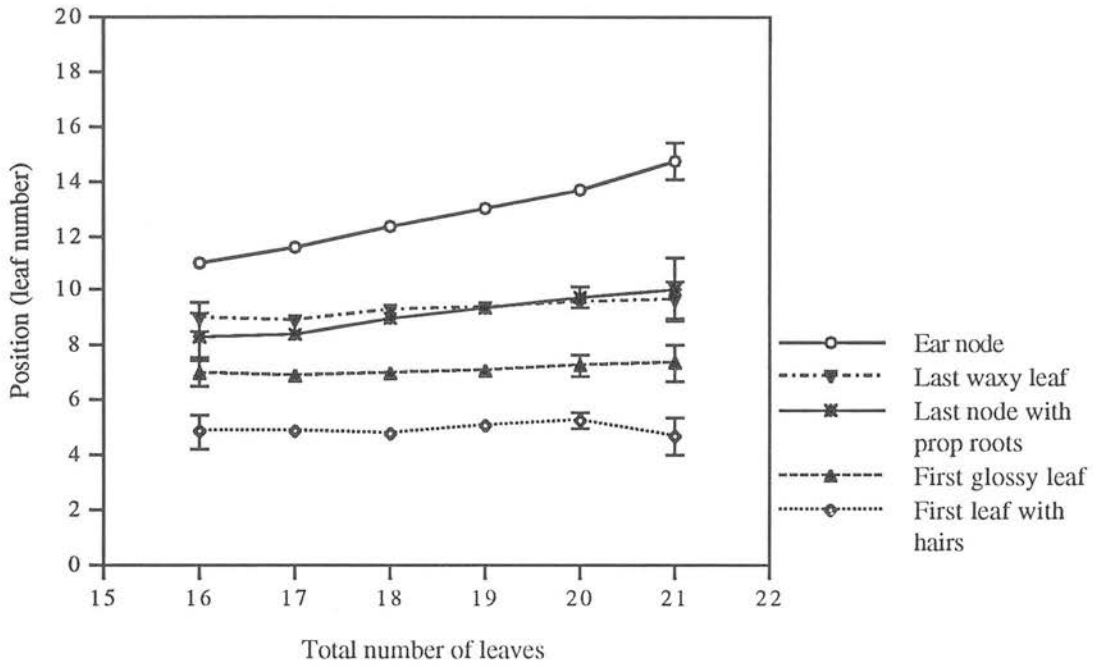 20
18
16
14
12
10
8
6
4
2
0
Position (leaf number)
15 16 17 18 19 20 21 22
Total number of leaves
Ear node
Last waxy leaf
Last node with
prop roots
First glossy leaf
First leaf with
hairs